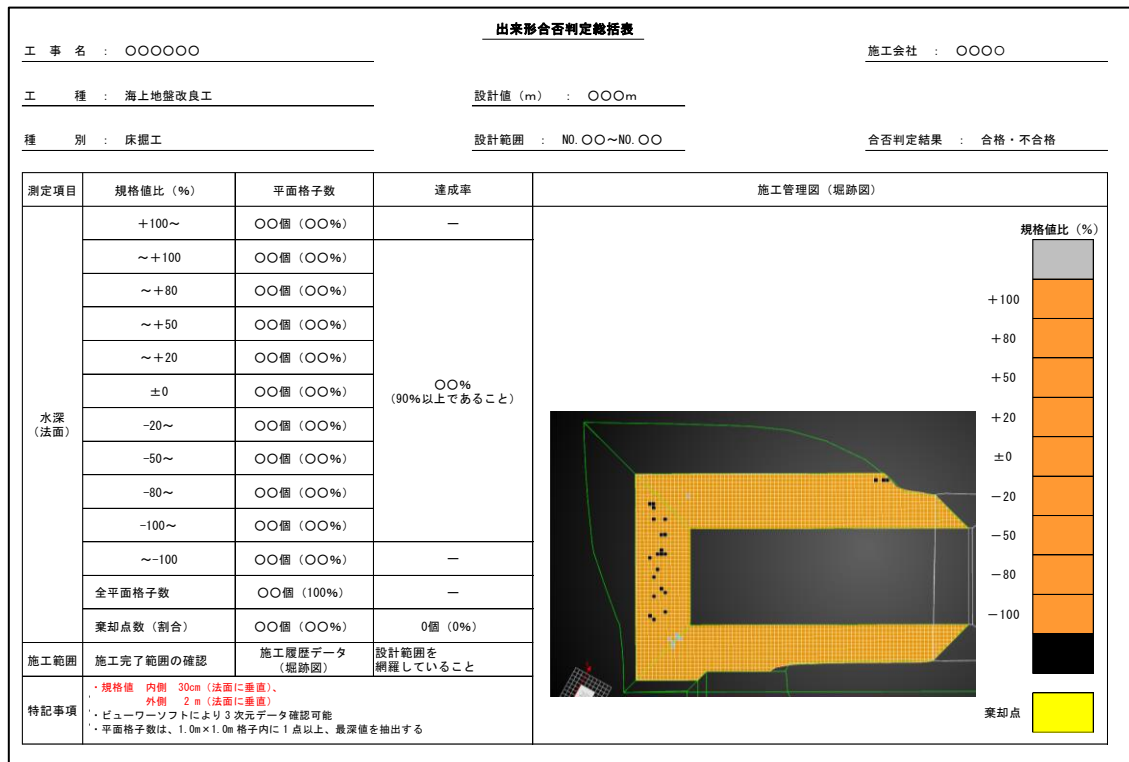 出来形合否判定総括表
工 事 名 : 〇〇〇〇〇〇
施工会社 : 〇〇〇〇
工 種 : 海上地盤改良工
設計値(m) : 〇〇〇m
種 別 : 床掘工
設計範囲 : NO.〇〇~NO.〇〇
合否判定結果 : 合格・不合格
測定項目 規格値比(%) 平面格子数 達成率 施工管理図(堀跡図)
水深
(法面)
+100~ 〇〇個(〇〇%) ―
~+100 〇〇個(〇〇%)
~+80 〇〇個(〇〇%)
~+50 〇〇個(〇〇%)
~+20 〇〇個(〇〇%)
±0 〇〇個(〇〇%)
〇〇%
(90%以上であること)
-20~ 〇〇個(〇〇%)
-50~ 〇〇個(〇〇%)
-80~ 〇〇個(〇〇%)
-100~ 〇〇個(〇〇%)
~-100 〇〇個(〇〇%) ―
全平面格子数 〇〇個(100%) ―
棄却点数(割合) 〇〇個(〇〇%) 0個(0%)
施工範囲 施工完了範囲の確認
施工履歴データ
(堀跡図)
設計範囲を
網羅していること
特記事項
・規格値 内側 30cm(法面に垂直)、
外側 2m(法面に垂直)
・ビューワーソフトにより3次元データ確認可能
・平面格子数は、1.0m×1.0m格子内に1点以上、最深値を抽出する
規格値比(%)
+100
+80
+50
+20
±0
-20
-50
-80
-100
棄却点